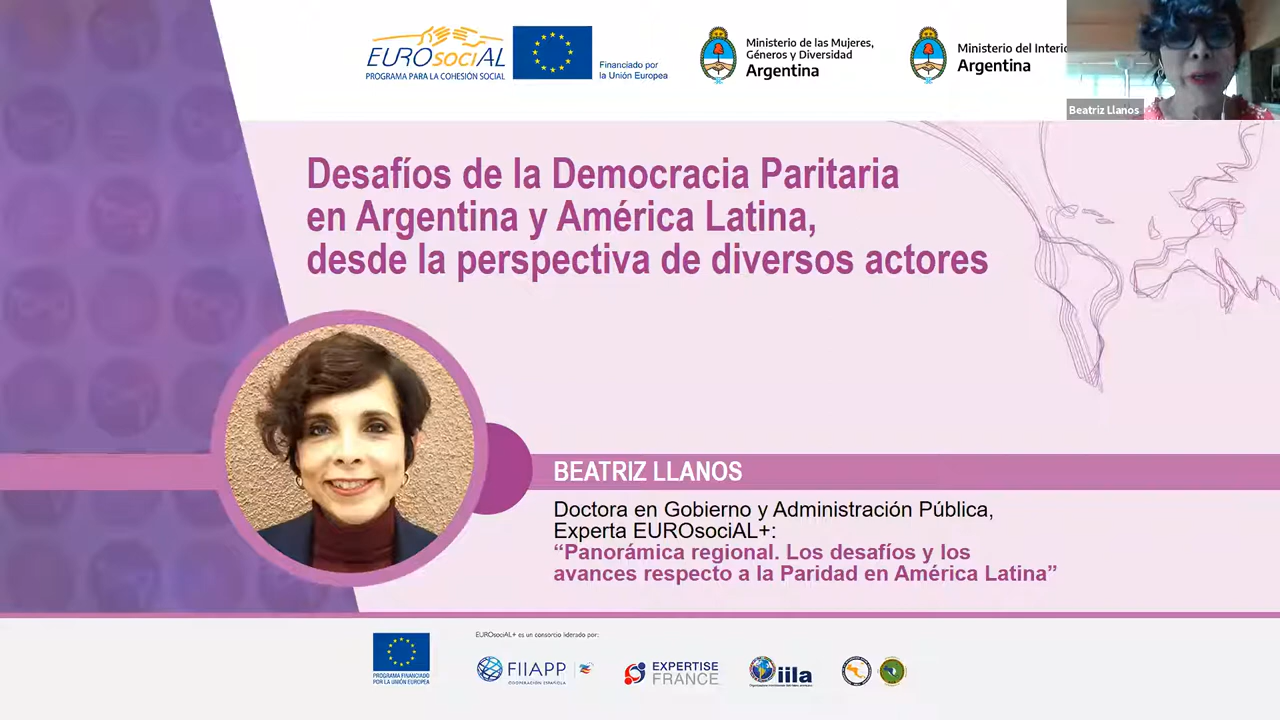 EUROsociAL
PROGRAMA PARA LA COHESIÓN SOCIAL
Financiado por
la Unión Europea
Ministerio de las Mujeres,
Géneros y Diversidad
Argentina
Ministerio del Interio
Argentina
Beatriz Llanos
Desafíos de la Democracia Paritaria
en Argentina y América Latina,
desde la perspectiva de diversos actores
BEATRIZ LLANOS
Doctora en Gobierno y Administración Pública,
Experta EUROsociAL+:
“Panorámica regional. Los desafíos y los
avances respecto a la Paridad en América Latina”
EUROsociAL+ es un consorcio liderado por:
PROGRAMA FINANCIADO
POR LA UNIÓN EUROPEA
FIIAPP
COOPERACIÓN ESPAÑOLA
EXPERTISE
FRANCE
iila